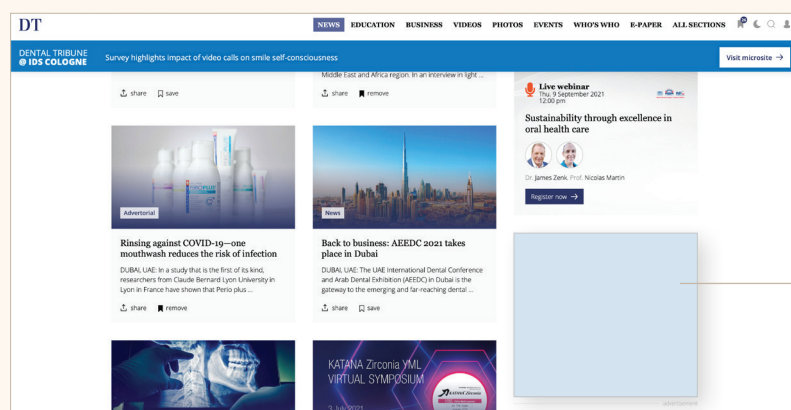 DT
NEWS EDUCATION BUSINESS VIDEOS PHOTOS EVENTS WHO'S WHO E-PAPER ALL SECTIONS
DENTAL TRIBUNE
@ IDS COLOGNE
Survey highlights impact of video calls on smile self-consciousness
Visit microsite →
share save
Middle East and Africa region. In an interview in light ...
share remove
Live webinar
Thu. 9 September 2021
12:00 pm
Sustainability through excellence in
oral health care
Dr. James Zenk, Prof. Nicolas Martin
Register now →
Advertorial
Rinsing against COVID-19—one
mouthwash reduces the risk of infection
DUBAI, UAE: In a study that is the first of its kind,
researchers from Claude Bernard Lyon University in
Lyon in France have shown that Perio plus ...
share remove
News
Back to business: AEEDC 2021 takes
place in Dubai
DUBAI, UAE: The UAE International Dental Conference
and Arab Dental Exhibition (AEEDC) in Dubai is the
gateway to the emerging and far-reaching dental ...
share save
KATANA Zirconia YML
VIRTUAL SYMPOSIUM
3 July 2021
KATANA Zirconia
advertisement